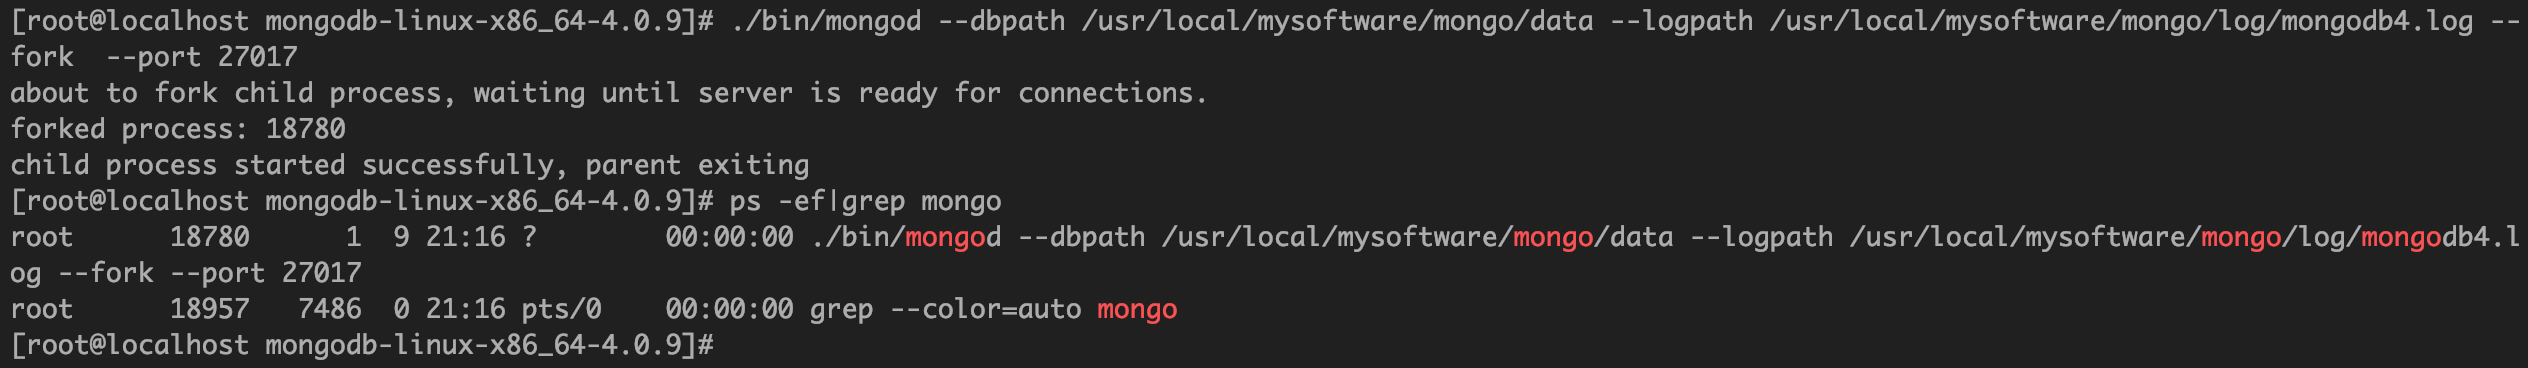 [root@localhost mongodb-linux-x86_64-4.0.9]# ./bin/mongod --dbpath /usr/local/mysoftware/mongo/data --logpath /usr/local/mysoftware/mongo/log/mongodb4.log --
fork  --port 27017
about to fork child process, waiting until server is ready for connections.
forked process: 18780
child process started successfully, parent exiting
[root@localhost mongodb-linux-x86_64-4.0.9]# ps -ef|grep mongo
root      18780      1  9 21:16 ?        00:00:00 ./bin/mongod --dbpath /usr/local/mysoftware/mongo/data --logpath /usr/local/mysoftware/mongo/log/mongodb4.l
og --fork --port 27017
root      18957   7486  0 21:16 pts/0    00:00:00 grep --color=auto mongo
[root@localhost mongodb-linux-x86_64-4.0.9]#